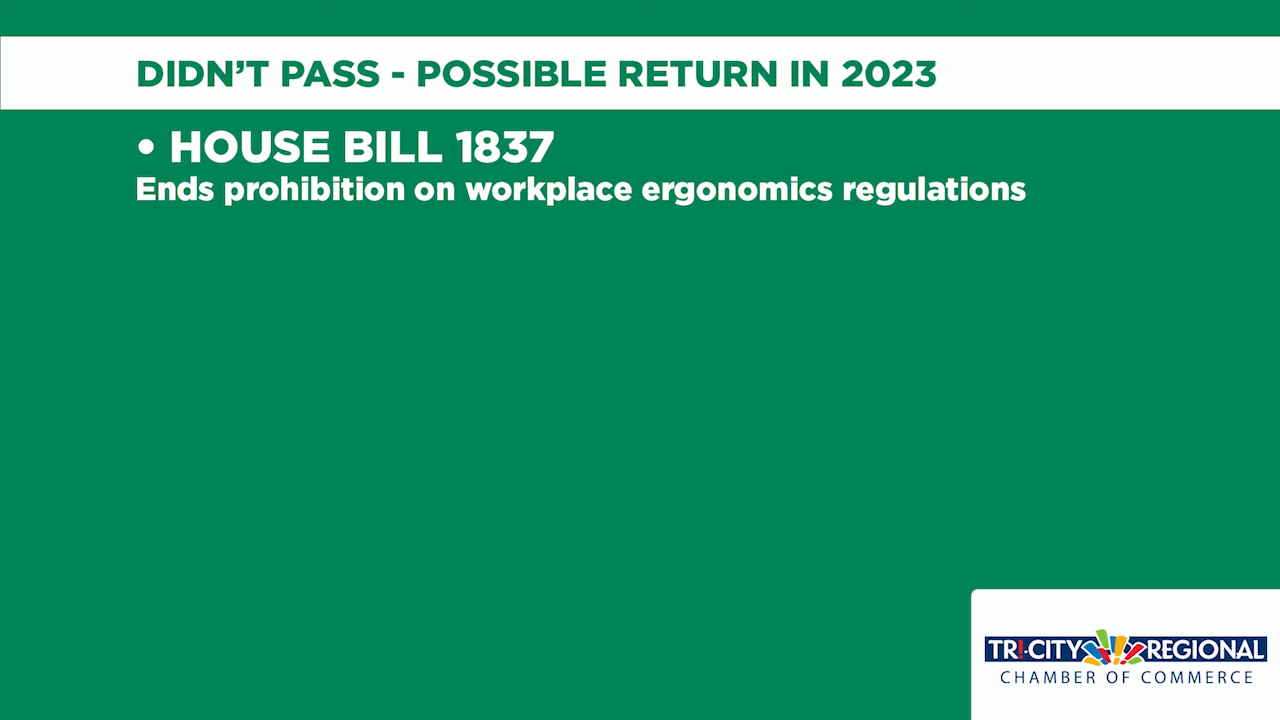 DIDN’T PASS - POSSIBLE RETURN IN 2023
• HOUSE BILL 1837
Ends prohibition on workplace ergonomics regulations
TRI-CITY REGIONAL
CHAMBER OF COMMERCE